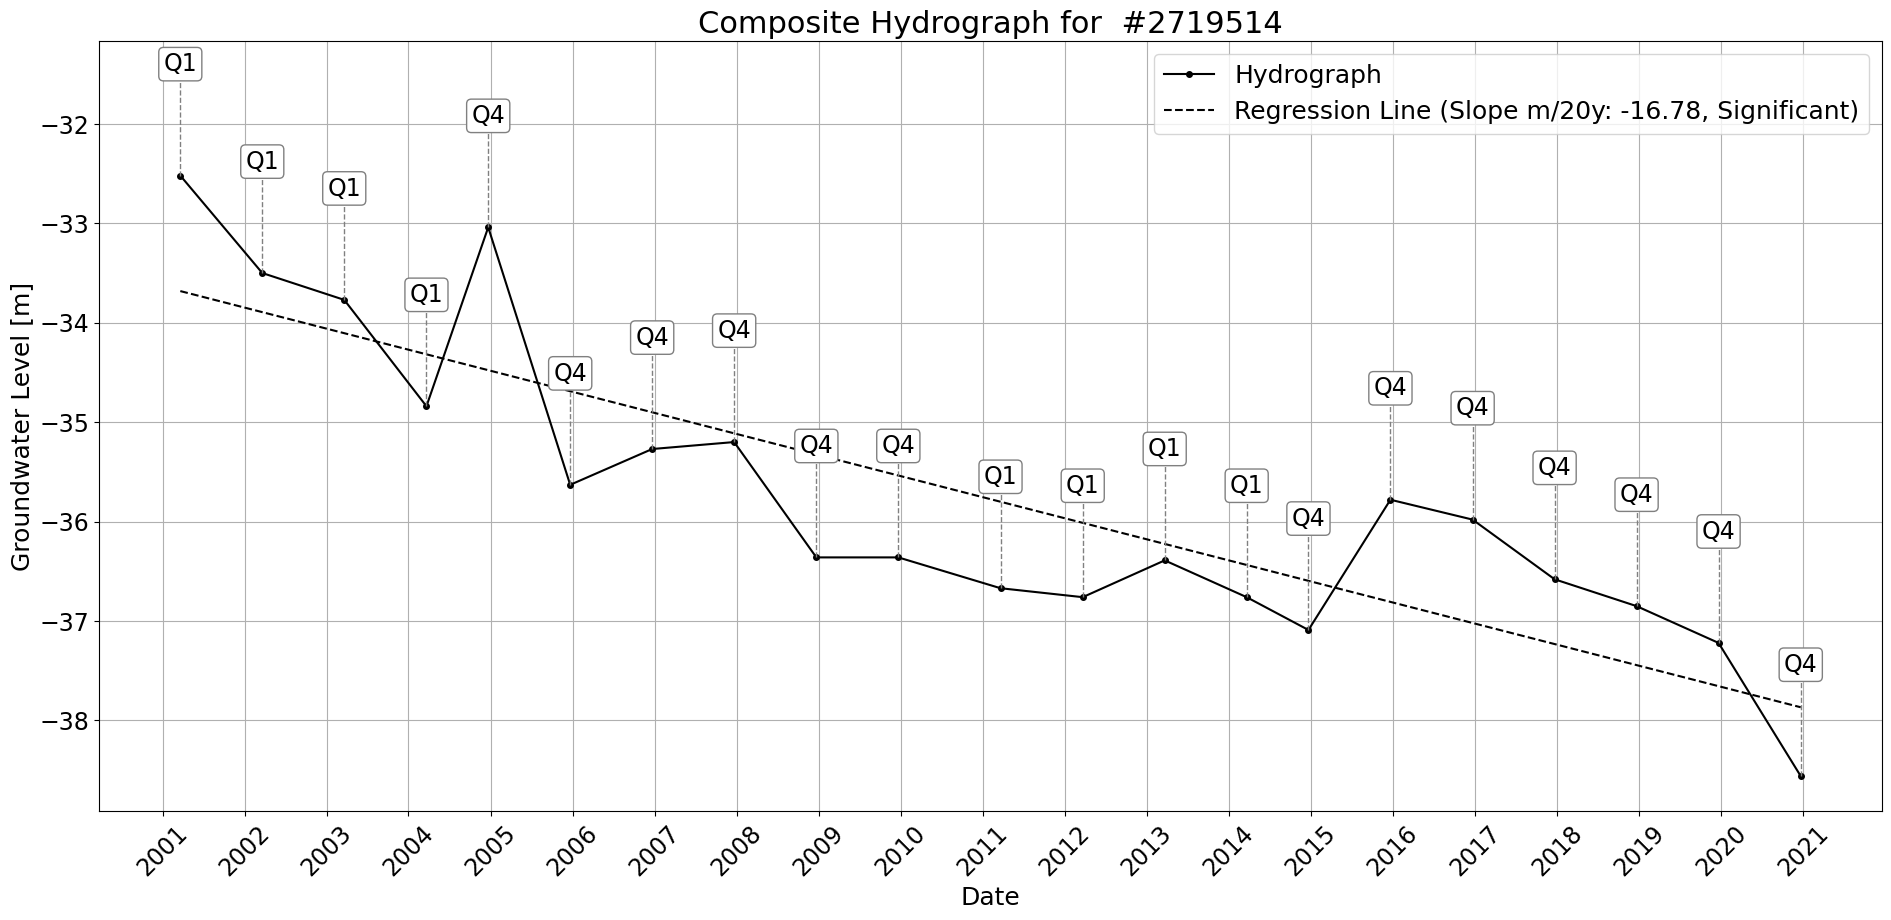 Composite Hydrograph for  #2719514
Hydrograph
Regression Line (Slope m/20y: -16.78, Significant)
Q1
Q1
Q1
Q1
Q4
Q4
Q4
Q4
Q4
Q4
Q1
Q1
Q1
Q1
Q4
Q4
Q4
Q4
Q4
Q4
Q4
Groundwater Level [m]
−32
−33
−34
−35
−36
−37
−38
2001
2002
2003
2004
2005
2006
2007
2008
2009
2010
2011
2012
2013
2014
2015
2016
2017
2018
2019
2020
2021
Date